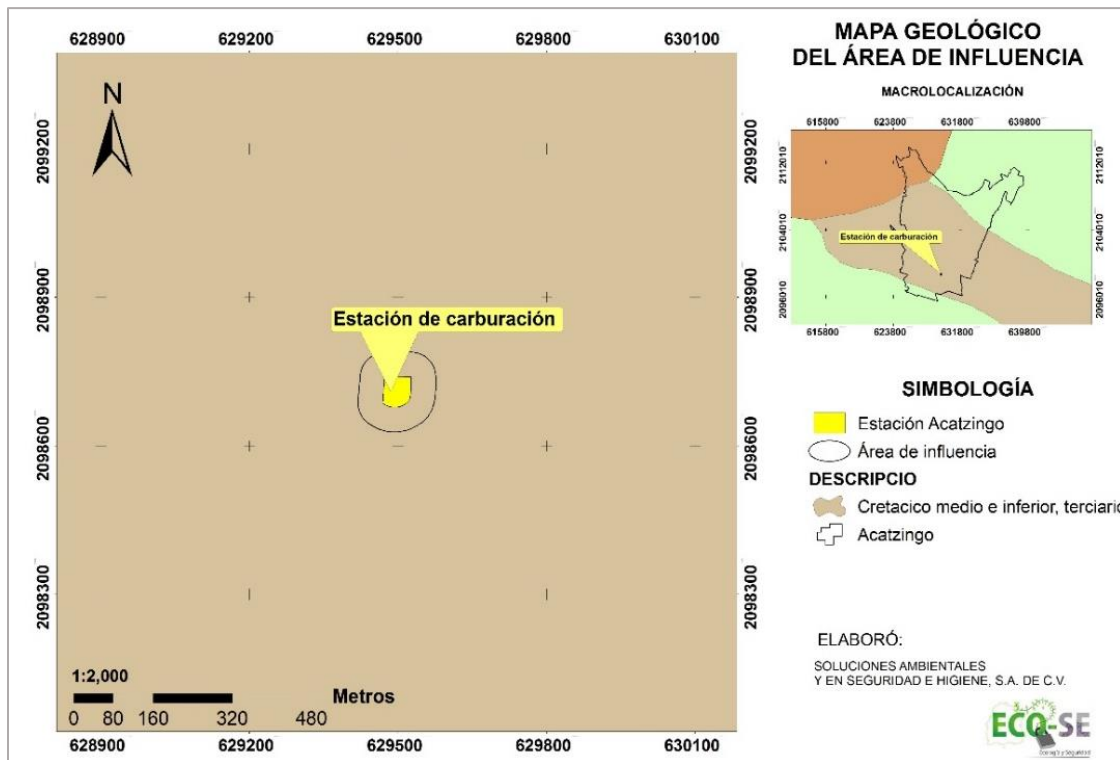 628900 629200 629500 629800 630100
N
2099200 2099200
2098900 2098900
Estación de carburación
2098600 2098600
2098300 2098300
1:2,000
Metros
0 80 160 320 480
628900 629200 629500 629800 630100
MAPA GEOLÓGICO
DEL ÁREA DE INFLUENCIA
MACROLOCALIZACIÓN
615800 623800 631800 639800
2112010 2112010
2104010 2104010
Estación de carburación
2096010 2096010
615800 623800 631800 639800
SIMBOLOGÍA
Estación Acatzingo
Área de influencia
DESCRIPCIO
Cretacico medio e inferior, terciario
Acatzingo
ELABORÓ:
SOLUCIONES AMBIENTALES
Y EN SEGURIDAD E HIGIENE, S.A. DE C.V.
ECO-SE